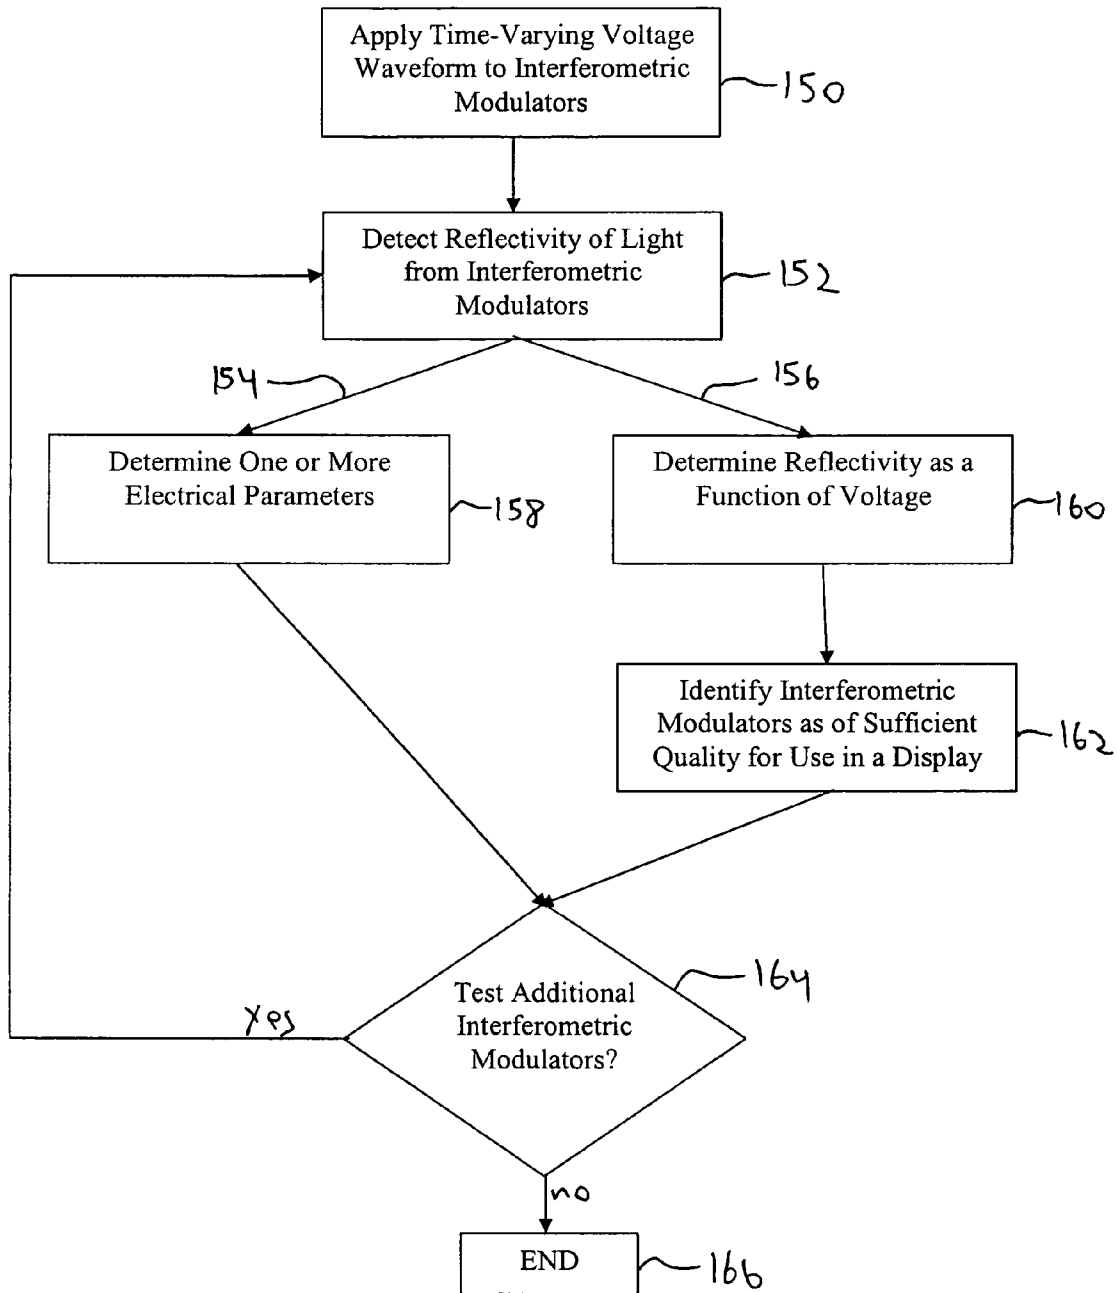 Apply Time-Varying Voltage
Waveform to Interferometric
Modulators
150
Detect Reflectivity of Light
from Interferometric
Modulators
152
154
156
Determine One or More
Electrical Parameters
158
Determine Reflectivity as a
Function of Voltage
160
Identify Interferometric
Modulators as of Sufficient
Quality for Use in a Display
162
Test Additional
Interferometric
Modulators?
164
Yes
no
END
166